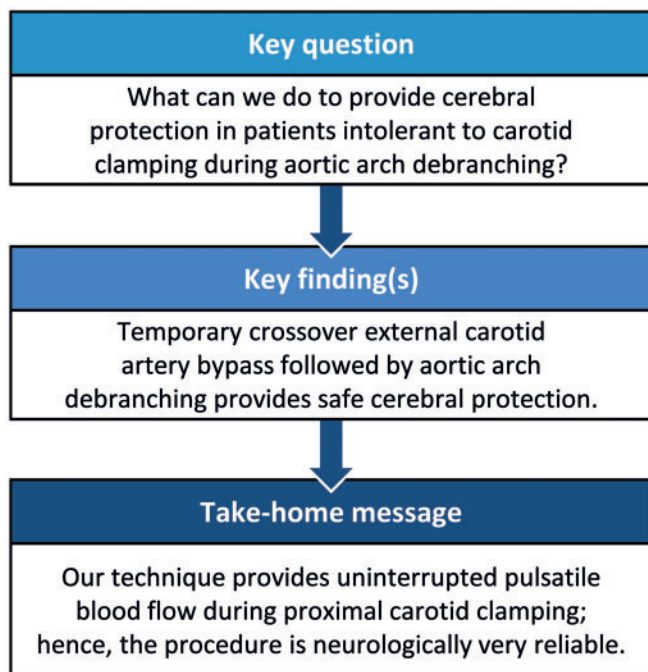 Key question
What can we do to provide cerebral
protection in patients intolerant to carotid
clamping during aortic arch debranching?
Key finding(s)
Temporary crossover external carotid
artery bypass followed by aortic arch
debranching provides safe cerebral protection.
Take-home message
Our technique provides uninterrupted pulsatile
blood flow during proximal carotid clamping;
hence, the procedure is neurologically very reliable.